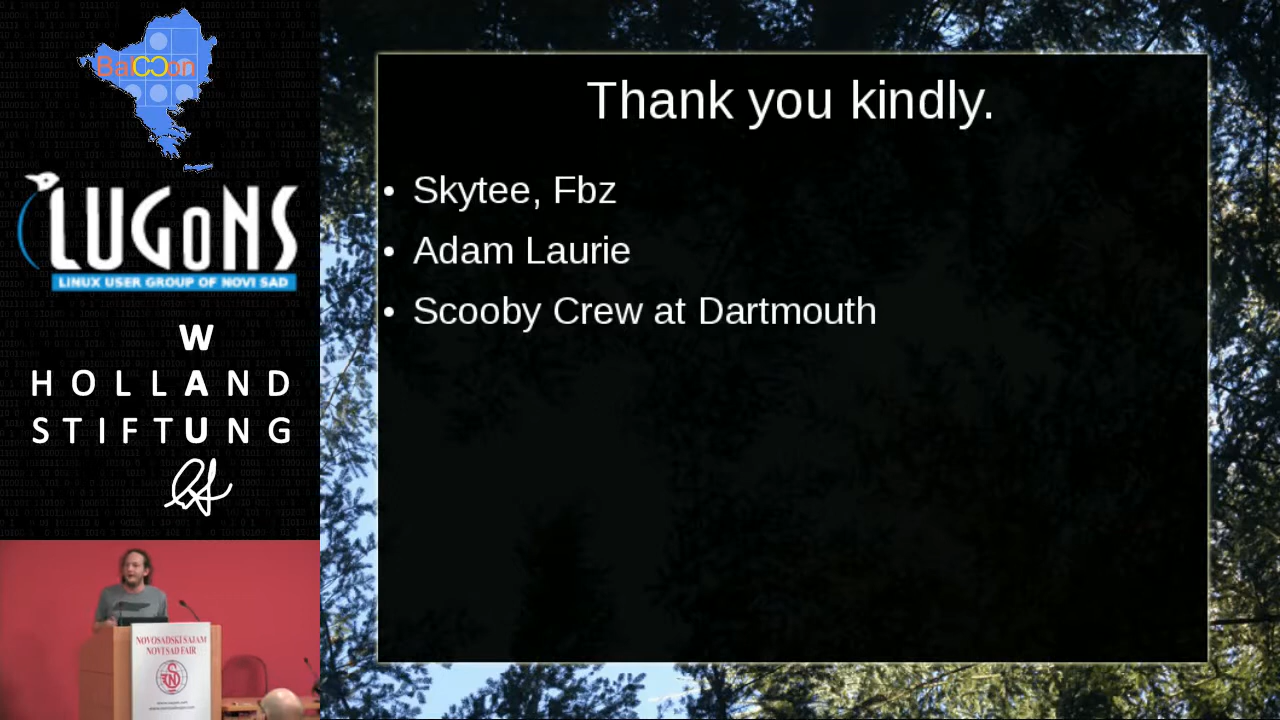 BalCCon
LUGoNS
LINUX USER GROUP OF NOVI SAD
W
HOLLAND
STIFTUNG
Thank you kindly.
• Skytee, Fbz
• Adam Laurie
• Scooby Crew at Dartmouth
NOVOSADSKI SAJAM
NOVI SAD FAIR